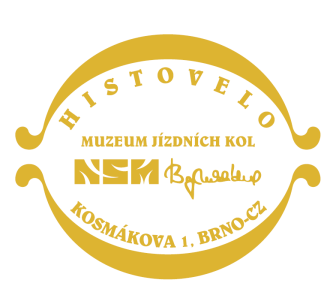 HISTOVELO
MUZEUM JÍZDNÍCH KOL
NSM
KOSMÁKOVA 1. BRNO-CZ